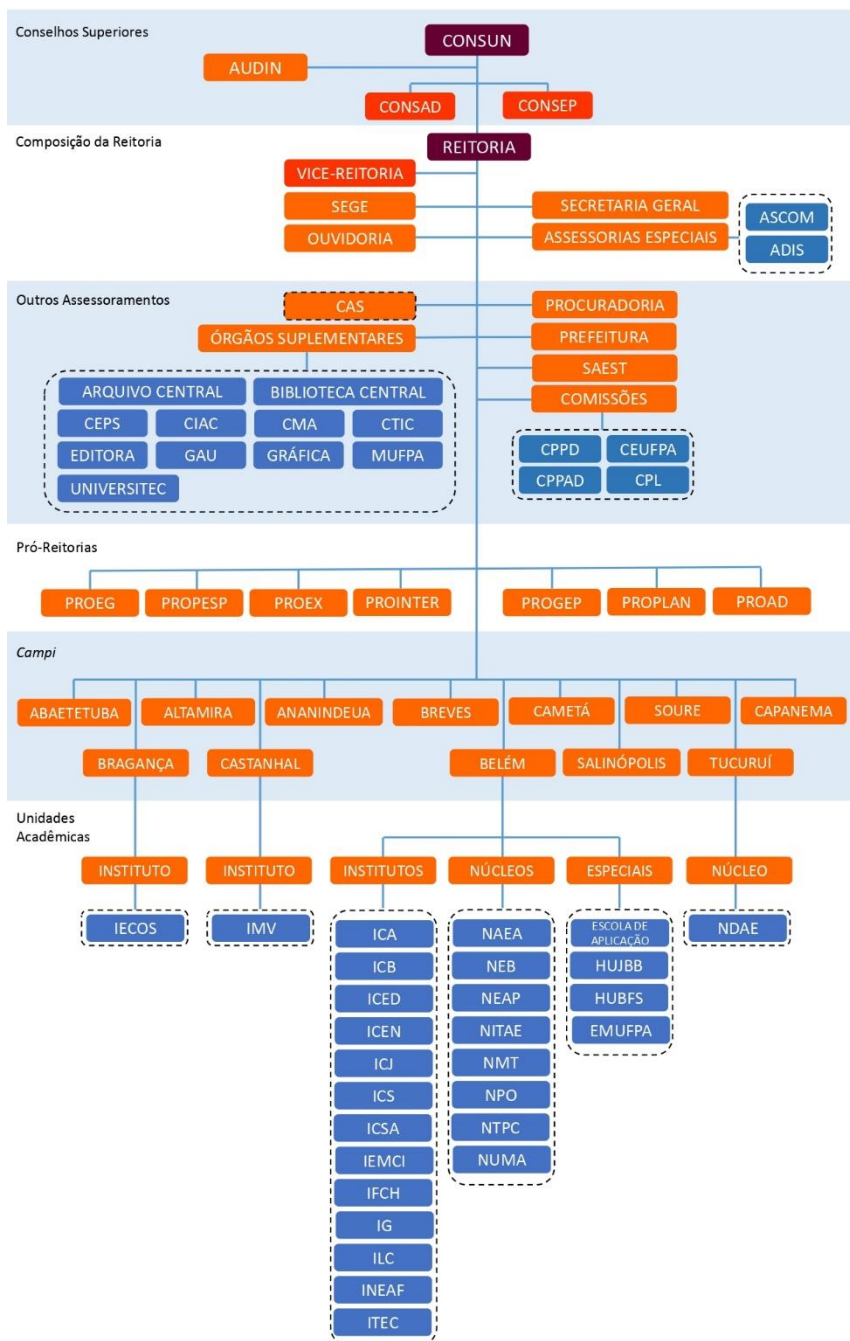 Conselhos Superiores
CONSUN
AUDIN
CONSAD
CONSEP
Composição da Reitoria
REITORIA
VICE-REITORIA
SEGE
SECRETARIA GERAL
OUVIDORIA
ASSESSORIAS ESPECIAIS
ASCOM
ADIS
Outros Assessoramentos
CAS
PROCURADORIA
ÓRGÃOS SUPLEMENTARES
PREFEITURA
SAEST
COMISSÕES
ARQUIVO CENTRAL
BIBLIOTECA CENTRAL
CEPS
CIAC
CMA
CTIC
EDITORA
GAU
GRÁFICA
MUFPA
UNIVERSITEC
CPPD
CEUFPA
CPPAD
CPL
Pró-Reitorias
PROEG
PROPESP
PROEX
PROINTER
PROGEP
PROPLAN
PROAD
Campi
ABAETETUBA
ALTAMIRA
ANANINDEUA
BREVES
CAMETÁ
SOURE
CAPANEMA
BRAGANÇA
CASTANHAL
BELÉM
SALINÓPOLIS
TUCURUÍ
Unidades
Acadêmicas
INSTITUTO
INSTITUTO
INSTITUTOS
NÚCLEOS
ESPECIAIS
NÚCLEO
IECOS
IMV
ICA
ICB
ICED
ICEN
ICJ
ICS
ICSA
IEMCI
IFCH
IG
ILC
INEAF
ITEC
NAEA
NEB
NEAP
NITAE
NMT
NPO
NTPC
NUMA
ESCOLA DE
APLICAÇÃO
HUJBB
HUBFS
EMUFPA
NDAE